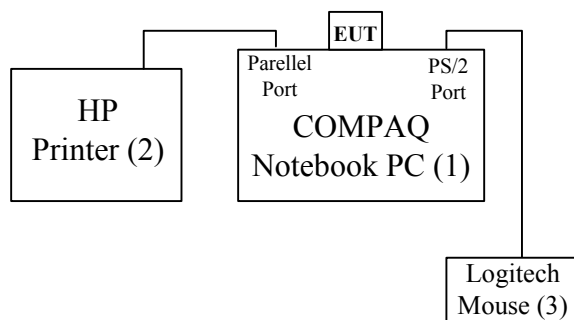 EUT
Parellel
Port
PS/2
Port
HP
Printer (2)
COMPAQ
Notebook PC (1)
Logitech
Mouse (3)